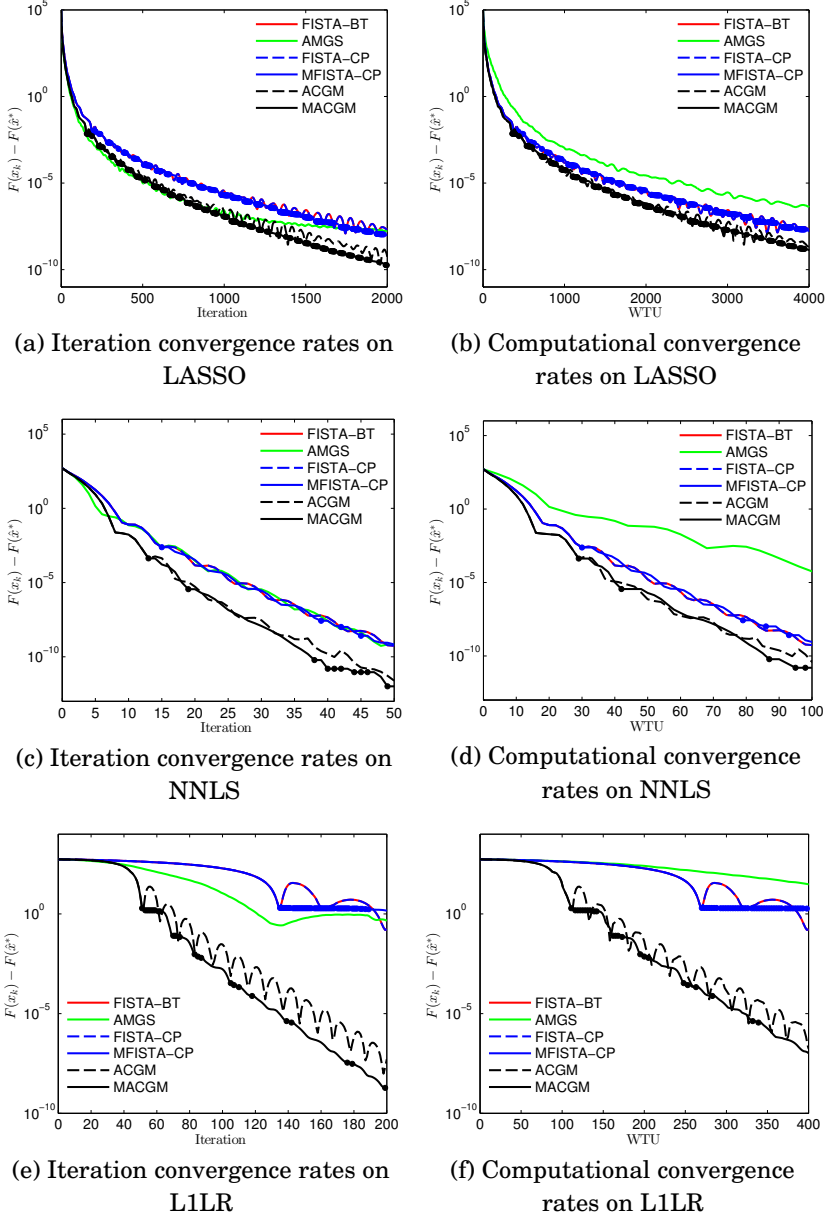 10^5
10^0
10^{-5}
10^{-10}
F(x_k) − F(x̂*)
FISTA−BT
AMGS
FISTA−CP
MFISTA−CP
ACGM
MACGM
0 500 1000 1500 2000
Iteration
(a) Iteration convergence rates on
LASSO
10^5
10^0
10^{-5}
10^{-10}
F(x_k) − F(x̂*)
FISTA−BT
AMGS
FISTA−CP
MFISTA−CP
ACGM
MACGM
0 1000 2000 3000 4000
WTU
(b) Computational convergence
rates on LASSO
10^5
10^0
10^{-5}
10^{-10}
F(x_k) − F(x̂*)
FISTA−BT
AMGS
FISTA−CP
MFISTA−CP
ACGM
MACGM
0 5 10 15 20 25 30 35 40 45 50
Iteration
(c) Iteration convergence rates on
NNLS
10^5
10^0
10^{-5}
10^{-10}
F(x_k) − F(x̂*)
FISTA−BT
AMGS
FISTA−CP
MFISTA−CP
ACGM
MACGM
0 10 20 30 40 50 60 70 80 90 100
WTU
(d) Computational convergence
rates on NNLS
10^0
10^{-5}
10^{-10}
F(x_k) − F(x̂*)
FISTA−BT
AMGS
FISTA−CP
MFISTA−CP
ACGM
MACGM
0 20 40 60 80 100 120 140 160 180 200
Iteration
(e) Iteration convergence rates on
L1LR
10^0
10^{-5}
10^{-10}
F(x_k) − F(x̂*)
FISTA−BT
AMGS
FISTA−CP
MFISTA−CP
ACGM
MACGM
0 50 100 150 200 250 300 350 400
WTU
(f) Computational convergence
rates on L1LR